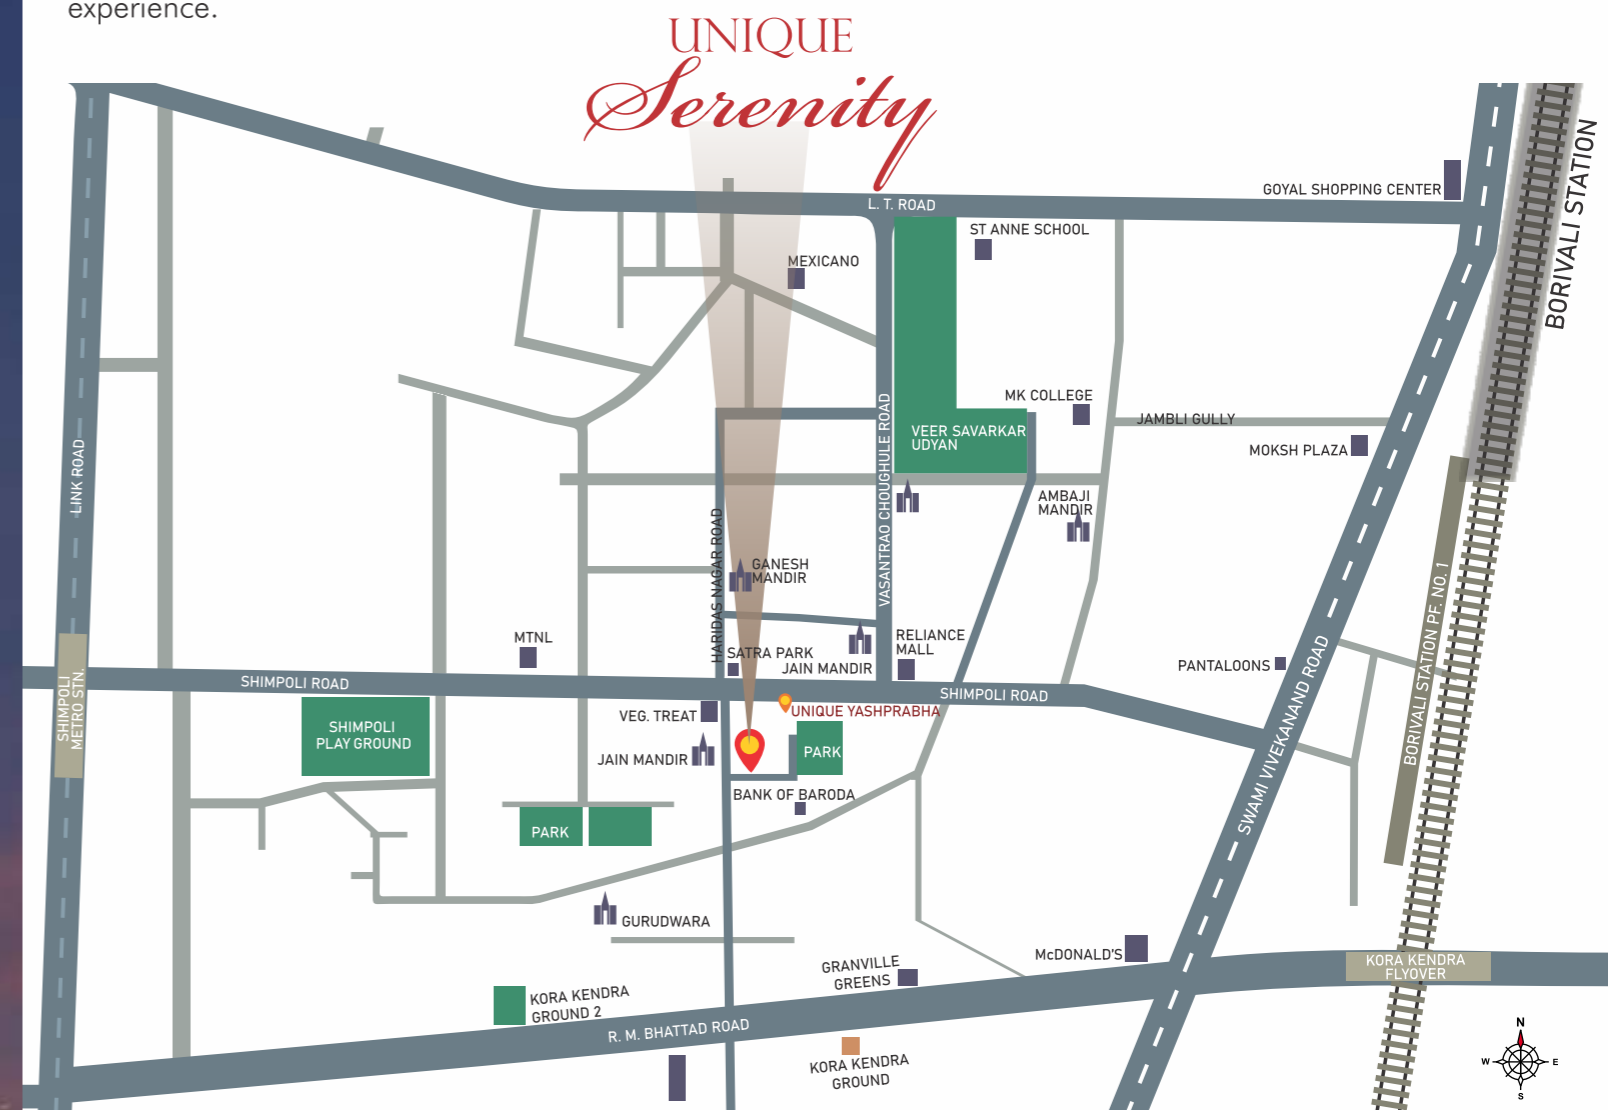 experience.
UNIQUE
Serenity
BORIVALI STATION
GOYAL SHOPPING CENTER
L. T. ROAD
ST ANNE SCHOOL
MEXICANO
MK COLLEGE
JAMBLI GULLY
VEER SAVARKAR
UDYAN
MOKSH PLAZA
LINK ROAD
VASANTRAO CHOUGHULE ROAD
AMBAJI
MANDIR
HARIDAS NAGAR ROAD
GANESH
MANDIR
BORIVALI STATION PF. NO. 1
MTNL
RELIANCE
MALL
SATRA PARK
JAIN MANDIR
PANTALOONS
SHIMPOLI
METRO STN.
SHIMPOLI ROAD
SHIMPOLI ROAD
SWAMI VIVEKANAND ROAD
VEG. TREAT
UNIQUE YASHPRABHA
SHIMPOLI
PLAY GROUND
JAIN MANDIR
PARK
BANK OF BARODA
PARK
GURUDWARA
McDONALD'S
GRANVILLE
GREENS
KORA KENDRA
FLYOVER
KORA KENDRA
GROUND 2
R. M. BHATTAD ROAD
KORA KENDRA
GROUND
N
W
E
S